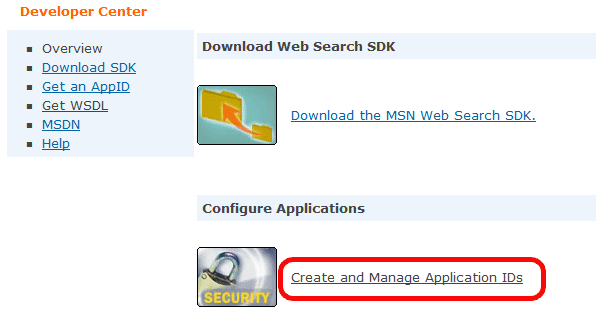 Developer Center
Overview
Download SDK
Get an AppID
Get WSDL
MSDN
Help
Download Web Search SDK
Download the MSN Web Search SDK.
Configure Applications
SECURITY
Create and Manage Application IDs